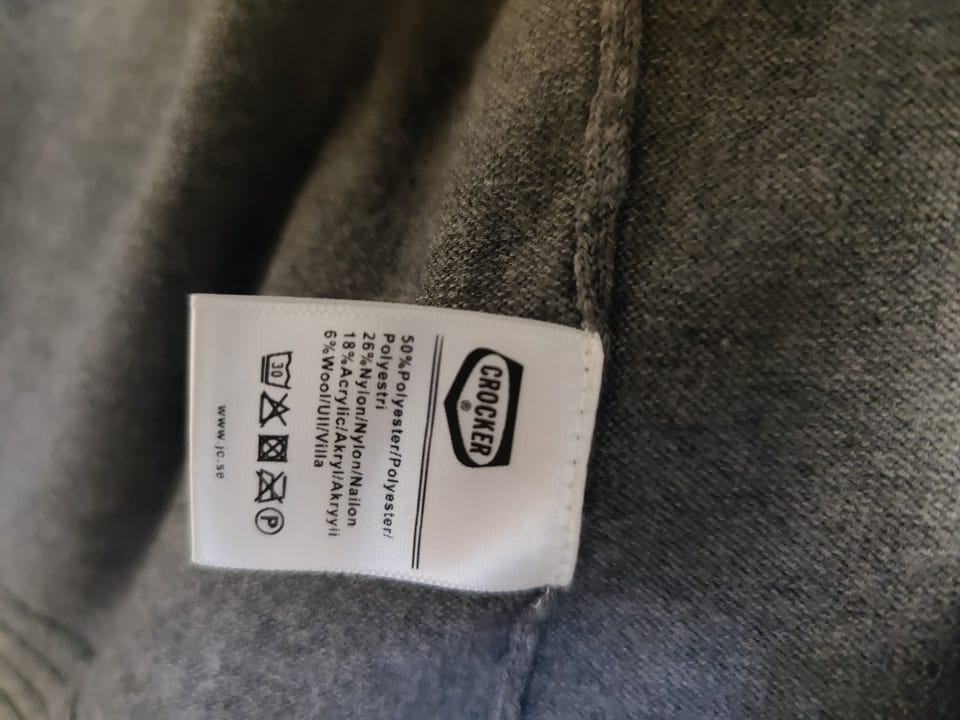 CROCKER
®
50%Polyester/Polyester/
Polyestri
26%Nylon/Nylon/Nailon
18%Acrylic/Akryl/Akryyli
6%Wool/Ull/Villa
30
P
www.jc.se